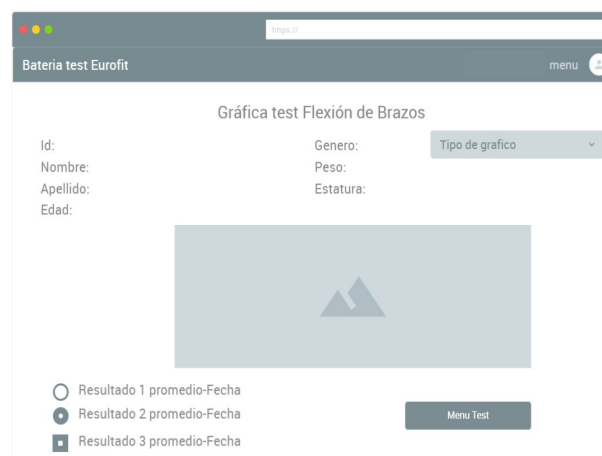 https://
Bateria test Eurofit
menu
Gráfica test Flexión de Brazos
Id:
Nombre:
Apellido:
Edad:
Genero:
Peso:
Estatura:
Tipo de grafico
Resultado 1 promedio-Fecha
Resultado 2 promedio-Fecha
Resultado 3 promedio-Fecha
Menu Test